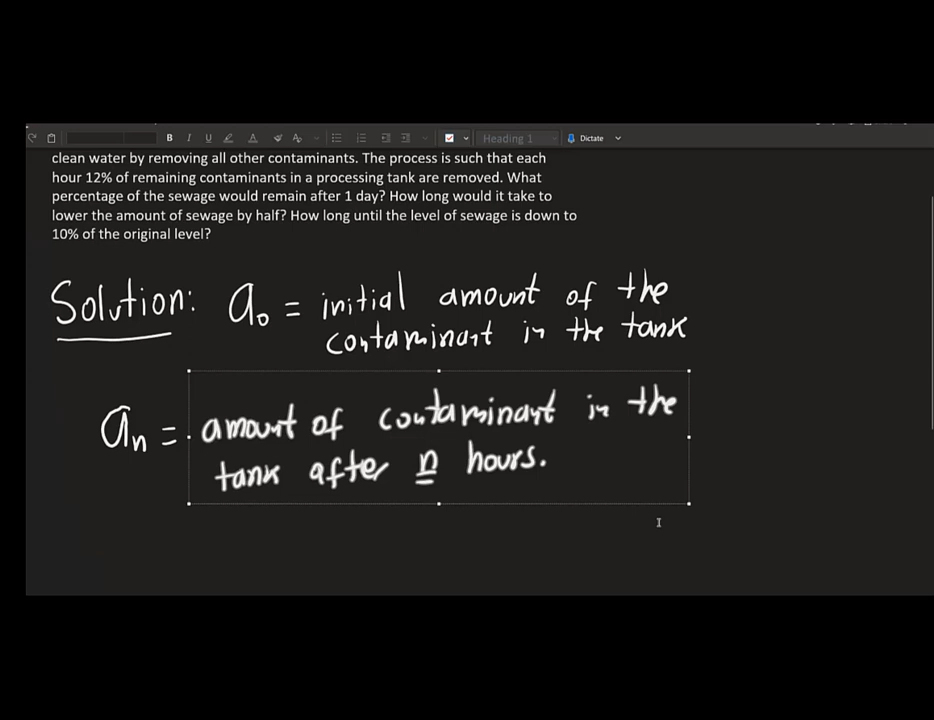 B I U A Heading 1 Dictate
clean water by removing all other contaminants. The process is such that each
hour 12% of remaining contaminants in a processing tank are removed. What
percentage of the sewage would remain after 1 day? How long would it take to
lower the amount of sewage by half? How long until the level of sewage is down to
10% of the original level?
Solution: a₀ = initial amount of the
contaminant in the tank
aₙ = amount of contaminant in the
tank after n hours.